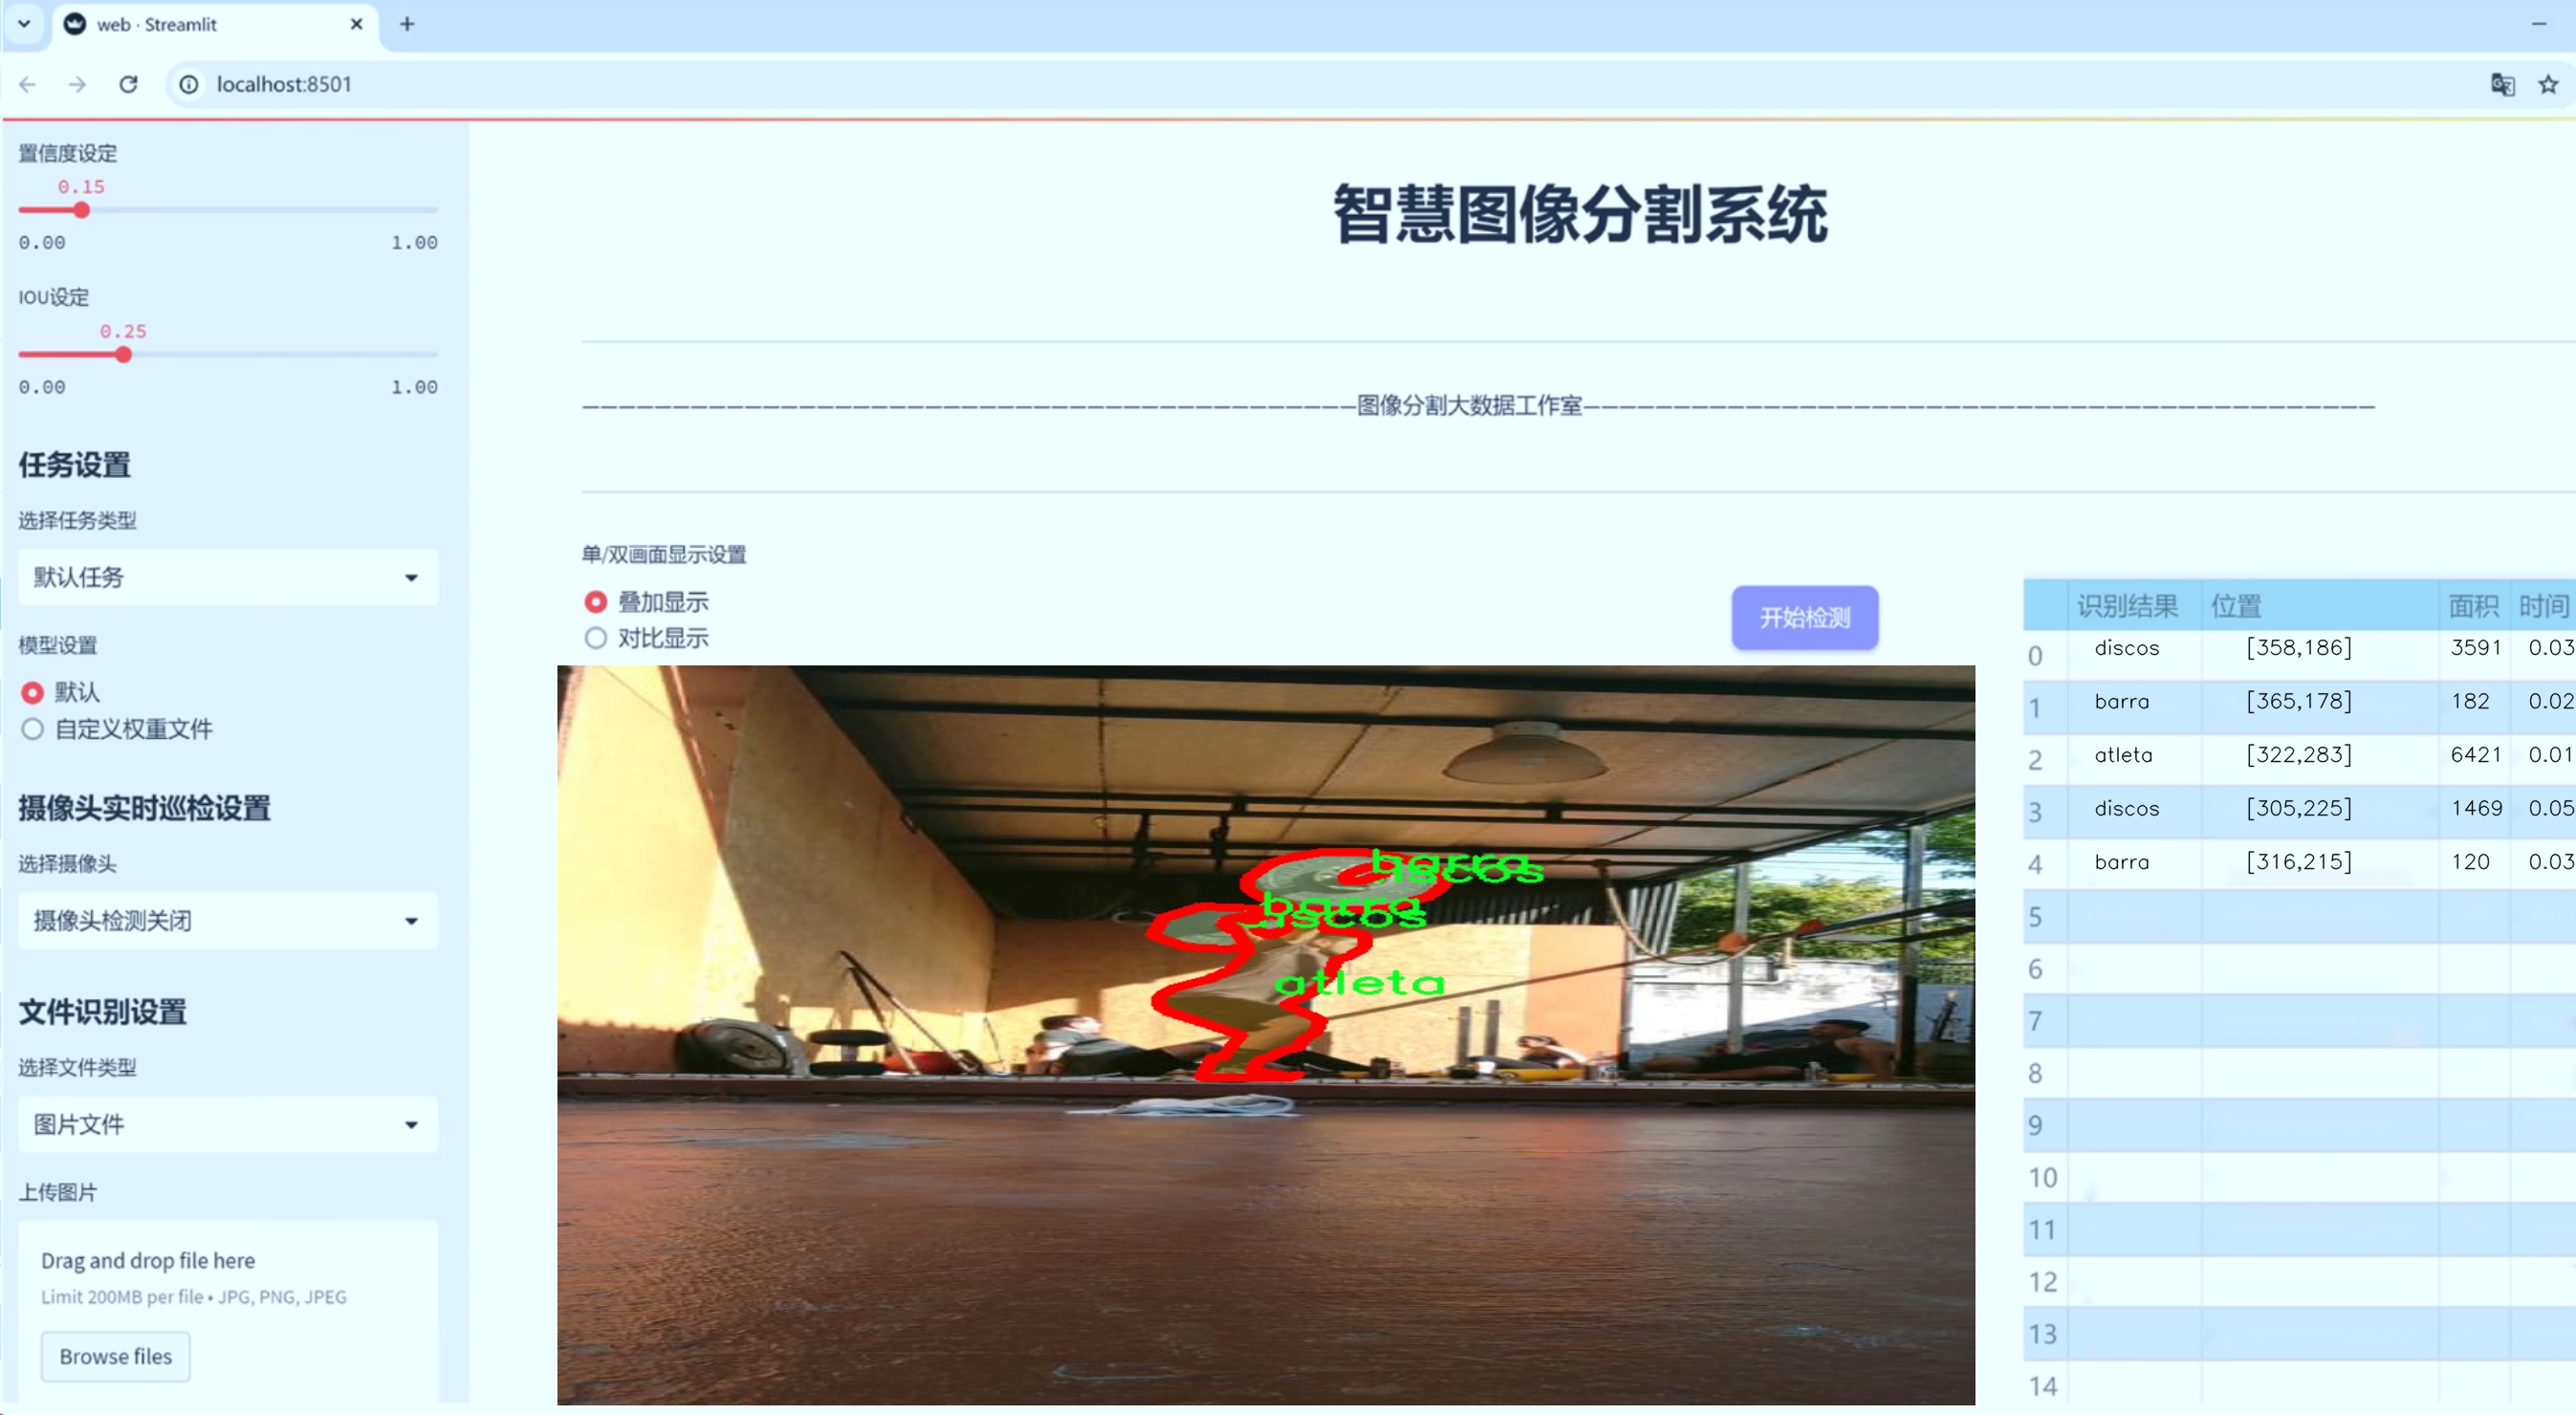 web · Streamlit
localhost:8501
置信度设定
0.15
0.00 1.00
IOU设定
0.25
0.00 1.00
任务设置
选择任务类型
默认任务
模型设置
默认
自定义权重文件
摄像头实时巡检设置
选择摄像头
摄像头检测关闭
文件识别设置
选择文件类型
图片文件
上传图片
Drag and drop file here
Limit 200MB per file • JPG, PNG, JPEG
Browse files
智慧图像分割系统
图像分割大数据工作室
单/双画面显示设置
叠加显示
对比显示
开始检测
barra
discos
barra
discos
atleta
识别结果 位置 面积 时间
0 discos [358,186] 3591 0.03
1 barra [365,178] 182 0.02
2 atleta [322,283] 6421 0.01
3 discos [305,225] 1469 0.05
4 barra [316,215] 120 0.03
5
6
7
8
9
10
11
12
13
14